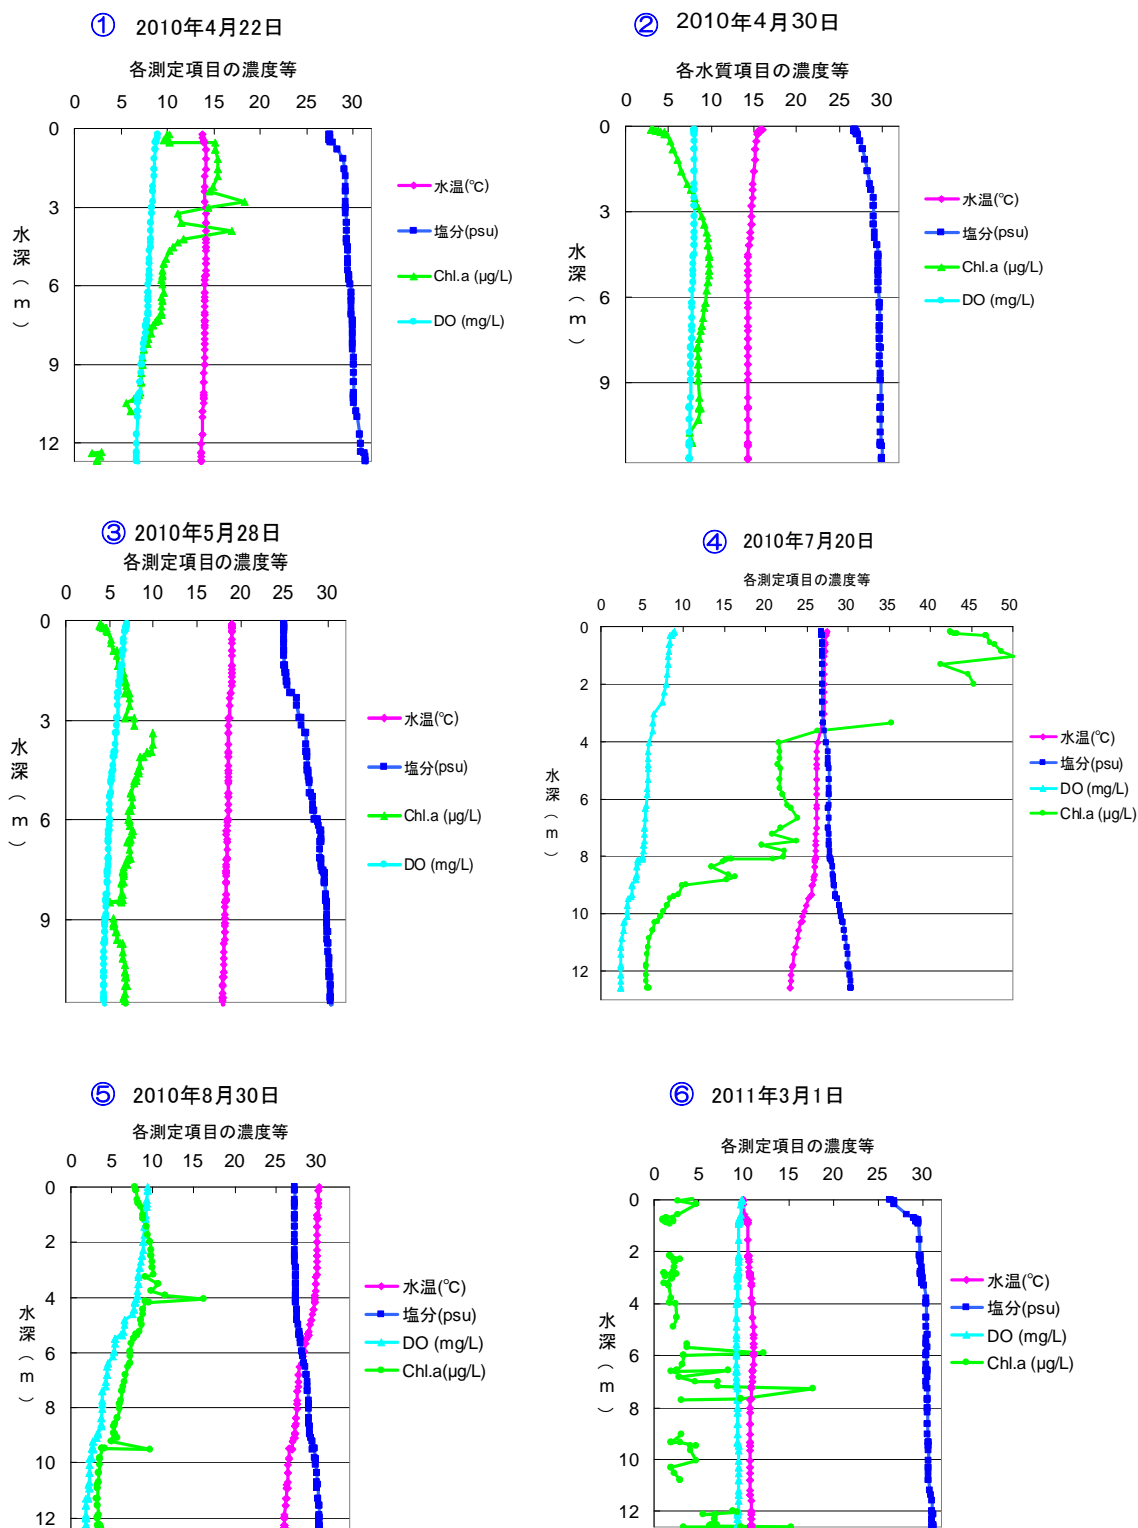 ① 2010年4月22日
各測定項目の濃度等
0 5 10 15 20 25 30
0
3
6
9
12
水深(m)
水温(℃)
塩分(psu)
Chl.a (μg/L)
DO (mg/L)
② 2010年4月30日
各水質項目の濃度等
0 5 10 15 20 25 30
0
3
6
9
水深(m)
水温(℃)
塩分(psu)
Chl.a (μg/L)
DO (mg/L)
③ 2010年5月28日
各測定項目の濃度等
0 5 10 15 20 25 30
0
3
6
9
水深(m)
水温(℃)
塩分(psu)
Chl.a (μg/L)
DO (mg/L)
④ 2010年7月20日
各測定項目の濃度等
0 5 10 15 20 25 30 35 40 45 50
0
2
4
6
8
10
12
水深(m)
水温(℃)
塩分(psu)
DO (mg/L)
Chl.a (μg/L)
⑤ 2010年8月30日
各測定項目の濃度等
0 5 10 15 20 25 30
0
2
4
6
8
10
12
水深(m)
水温(℃)
塩分(psu)
DO (mg/L)
Chl.a(μg/L)
⑥ 2011年3月1日
各測定項目の濃度等
0 5 10 15 20 25 30
0
2
4
6
8
10
12
水深(m)
水温(℃)
塩分(psu)
DO (mg/L)
Chl.a (μg/L)